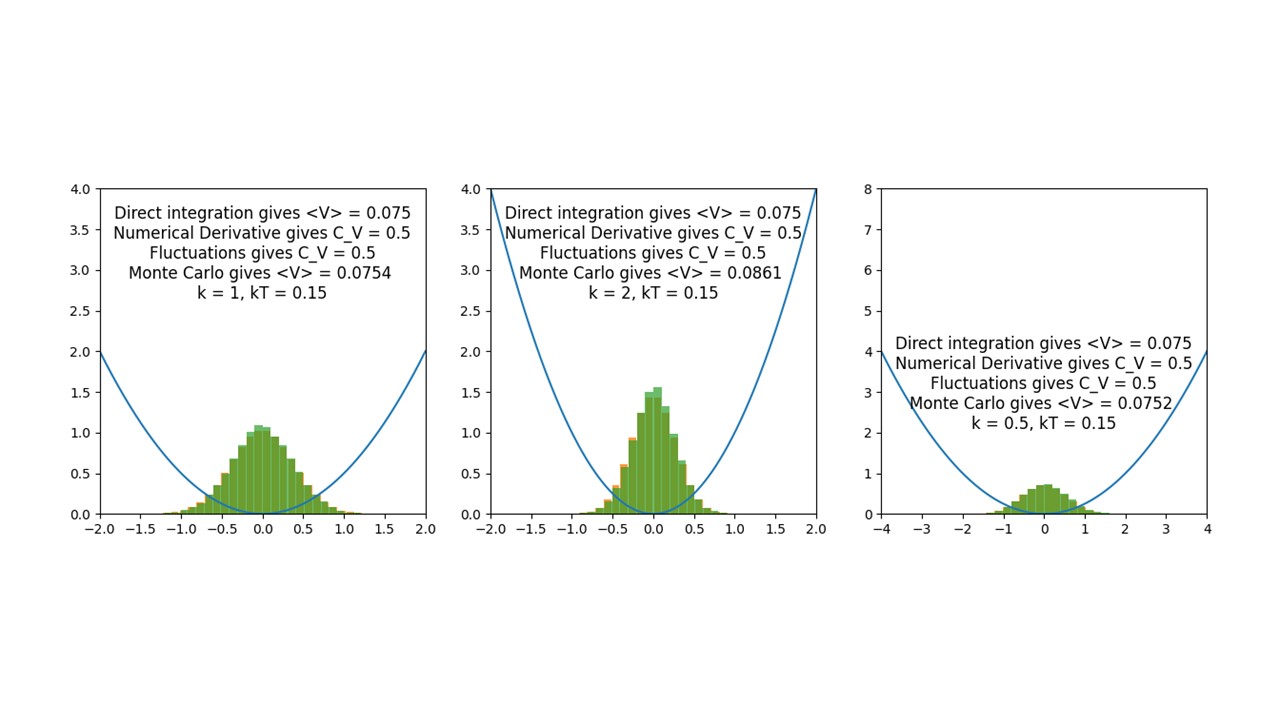 4.0
3.5
3.0
2.5
2.0
1.5
1.0
0.5
0.0
Direct integration gives <V> = 0.075
Numerical Derivative gives C_V = 0.5
Fluctuations gives C_V = 0.5
Monte Carlo gives <V> = 0.0754
k = 1, kT = 0.15
−2.0 −1.5 −1.0 −0.5 0.0 0.5 1.0 1.5 2.0
4.0
3.5
3.0
2.5
2.0
1.5
1.0
0.5
0.0
Direct integration gives <V> = 0.075
Numerical Derivative gives C_V = 0.5
Fluctuations gives C_V = 0.5
Monte Carlo gives <V> = 0.0861
k = 2, kT = 0.15
−2.0 −1.5 −1.0 −0.5 0.0 0.5 1.0 1.5 2.0
8
7
6
5
4
3
2
1
0
Direct integration gives <V> = 0.075
Numerical Derivative gives C_V = 0.5
Fluctuations gives C_V = 0.5
Monte Carlo gives <V> = 0.0752
k = 0.5, kT = 0.15
−4 −3 −2 −1 0 1 2 3 4